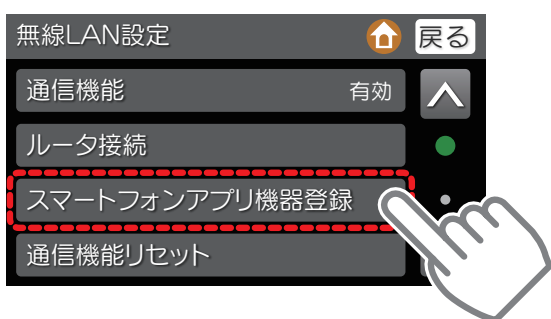 無線LAN設定
戻る
通信機能 有効
ルータ接続
スマートフォンアプリ機器登録
通信機能リセット